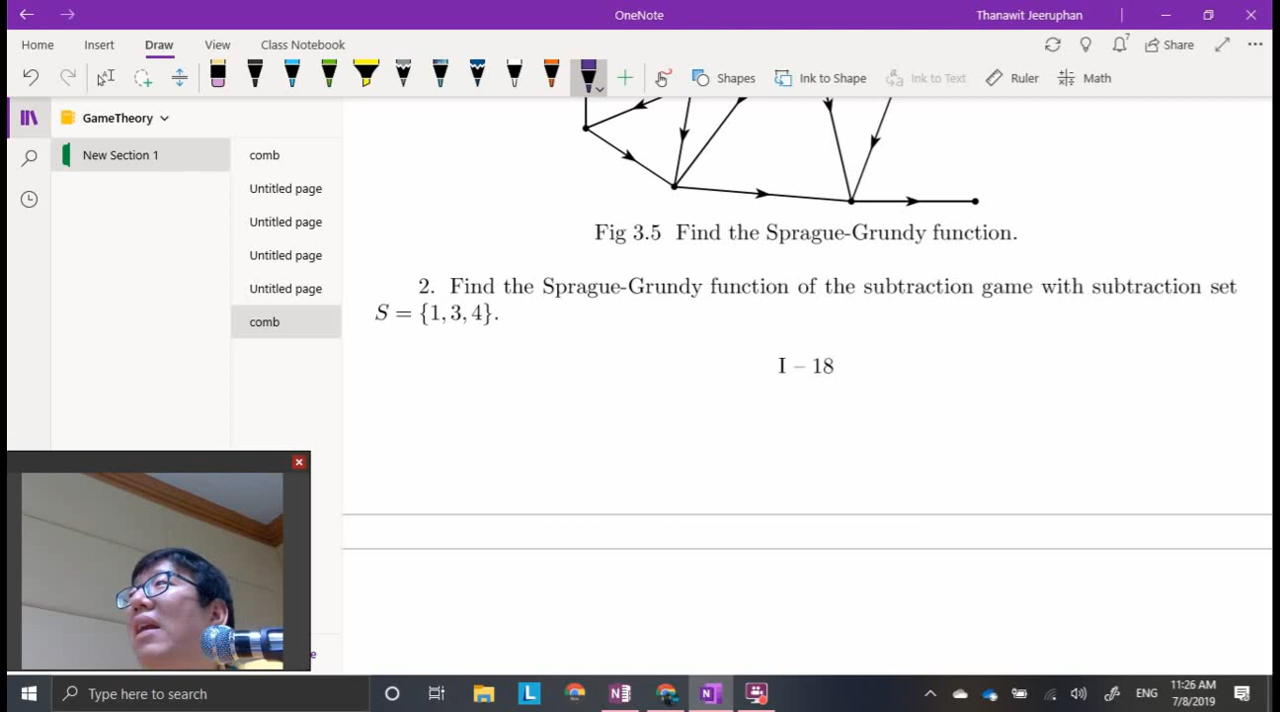 OneNote
Thanawit Jeeruphan
Home Insert Draw View Class Notebook
7 Share
Shapes Ink to Shape Ink to Text Ruler Math
GameTheory
New Section 1
comb
Untitled page
Untitled page
Untitled page
Untitled page
comb
Fig 3.5 Find the Sprague-Grundy function.
2. Find the Sprague-Grundy function of the subtraction game with subtraction set
S = {1, 3, 4}.
I – 18
e
Type here to search
L N N
ENG
11:26 AM
7/8/2019